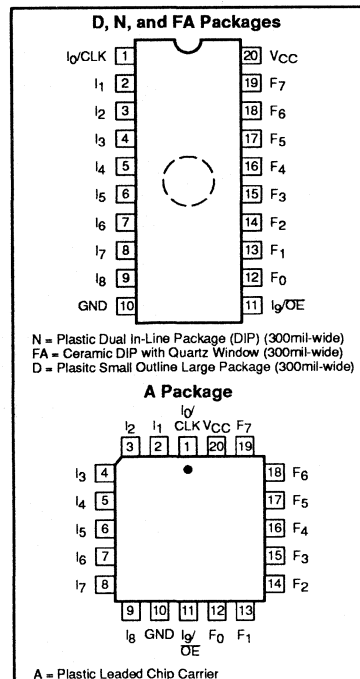 D, N, and FA Packages
I0/CLK 1 20 VCC
I1 2 19 F7
I2 3 18 F6
I3 4 17 F5
I4 5 16 F4
I5 6 15 F3
I6 7 14 F2
I7 8 13 F1
I8 9 12 F0
GND 10 11 I9/OE
N = Plastic Dual In-Line Package (DIP) (300mil-wide)
FA = Ceramic DIP with Quartz Window (300mil-wide)
D = Plasitc Small Outline Large Package (300mil-wide)
A Package
I0/
I2 I1 CLK VCC F7
3 2 1 20 19
I3 4 18 F6
I4 5 17 F5
I5 6 16 F4
I6 7 15 F3
I7 8 14 F2
9 10 11 12 13
I8 GND I9/ F0 F1
OE
A = Plastic Leaded Chip Carrier